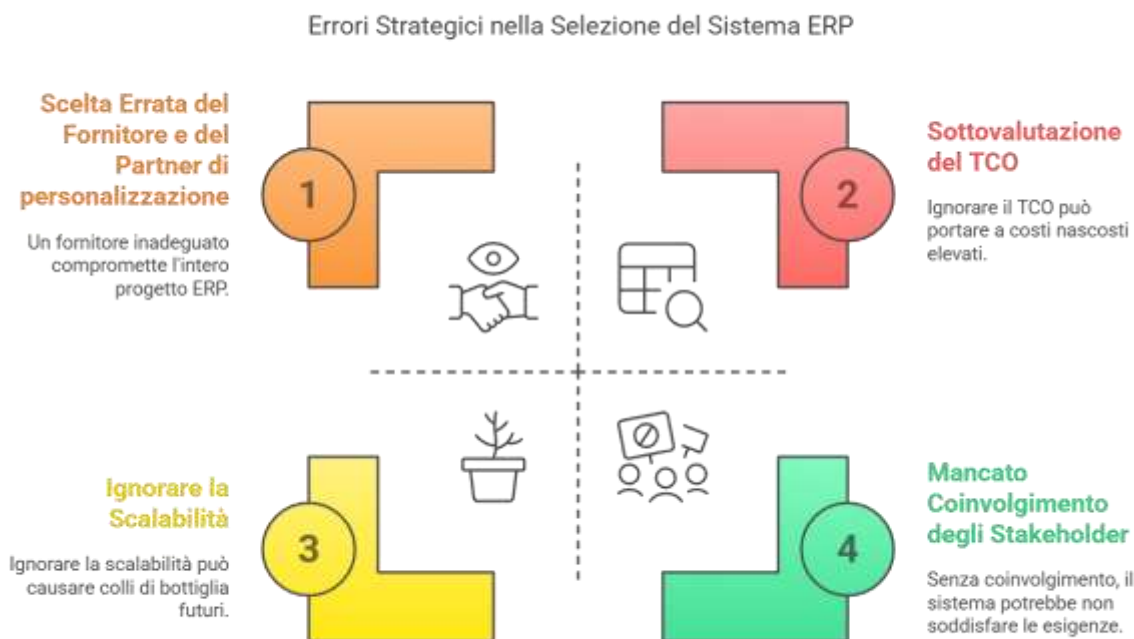 Errori Strategici nella Selezione del Sistema ERP
Scelta Errata del
Fornitore e del
Partner di
personalizzazione
Un fornitore inadeguato
compromette l'intero
progetto ERP.
1
2
Sottovalutazione
del TCO
Ignorare il TCO può
portare a costi nascosti
elevati.
Ignorare la
Scalabilità
Ignorare la scalabilità può
causare colli di bottiglia
futuri.
3
4
Mancato
Coinvolgimento
degli Stakeholder
Senza coinvolgimento, il
sistema potrebbe non
soddisfare le esigenze.